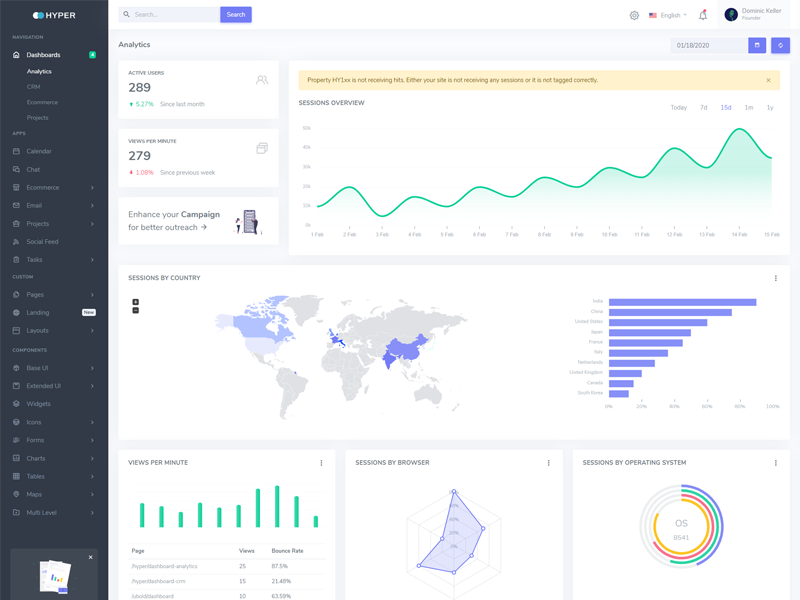 HYPER
Search...
Search
English
Dominic Keller
Founder
NAVIGATION
Dashboards
4
Analytics
CRM
Ecommerce
Projects
APPS
Calendar
Chat
Ecommerce
Email
Projects
Social Feed
Tasks
CUSTOM
Pages
Landing
New
Layouts
COMPONENTS
Base UI
Extended UI
Widgets
Icons
Forms
Charts
Tables
Maps
Multi Level
Analytics
01/18/2020
ACTIVE USERS
289
5.27% Since last month
VIEWS PER MINUTE
279
1.08% Since previous week
Enhance your Campaign
for better outreach →
Property HY1xx is not receiving hits. Either your site is not receiving any sessions or it is not tagged correctly.
×
SESSIONS OVERVIEW
Today 7d 15d 1m 1y
50k
40k
30k
20k
10k
0k
1 Feb 2 Feb 3 Feb 4 Feb 5 Feb 6 Feb 7 Feb 8 Feb 9 Feb 10 Feb 11 Feb 12 Feb 13 Feb 14 Feb 15 Feb
SESSIONS BY COUNTRY
+
−
India
China
United States
Japan
France
Italy
Netherlands
United Kingdom
Canada
South Korea
0% 20% 40% 60% 80% 100%
VIEWS PER MINUTE
Page Views Bounce Rate
/hyper/dashboard-analytics 25 87.5%
/hyper/dashboard-crm 15 21.48%
/ubold/dashboard 10 63.59%
SESSIONS BY BROWSER
60%
40%
20%
0%
SESSIONS BY OPERATING SYSTEM
OS
8541